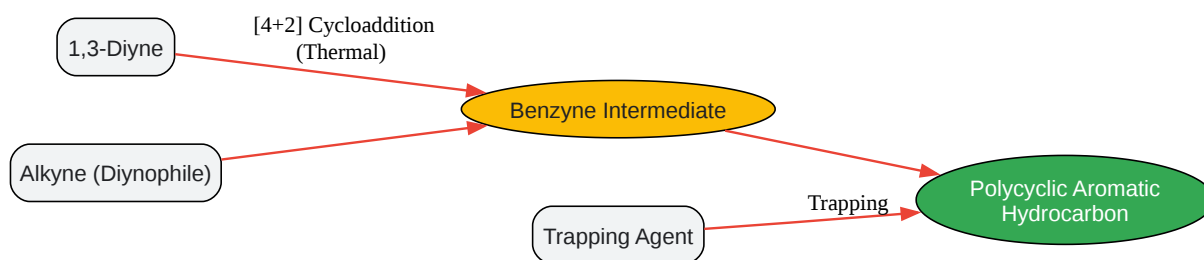 1,3-Diyne
[4+2] Cycloaddition
(Thermal)
Benzyne Intermediate
Alkyne (Diynophile)
Trapping Agent
Trapping
Polycyclic Aromatic
Hydrocarbon